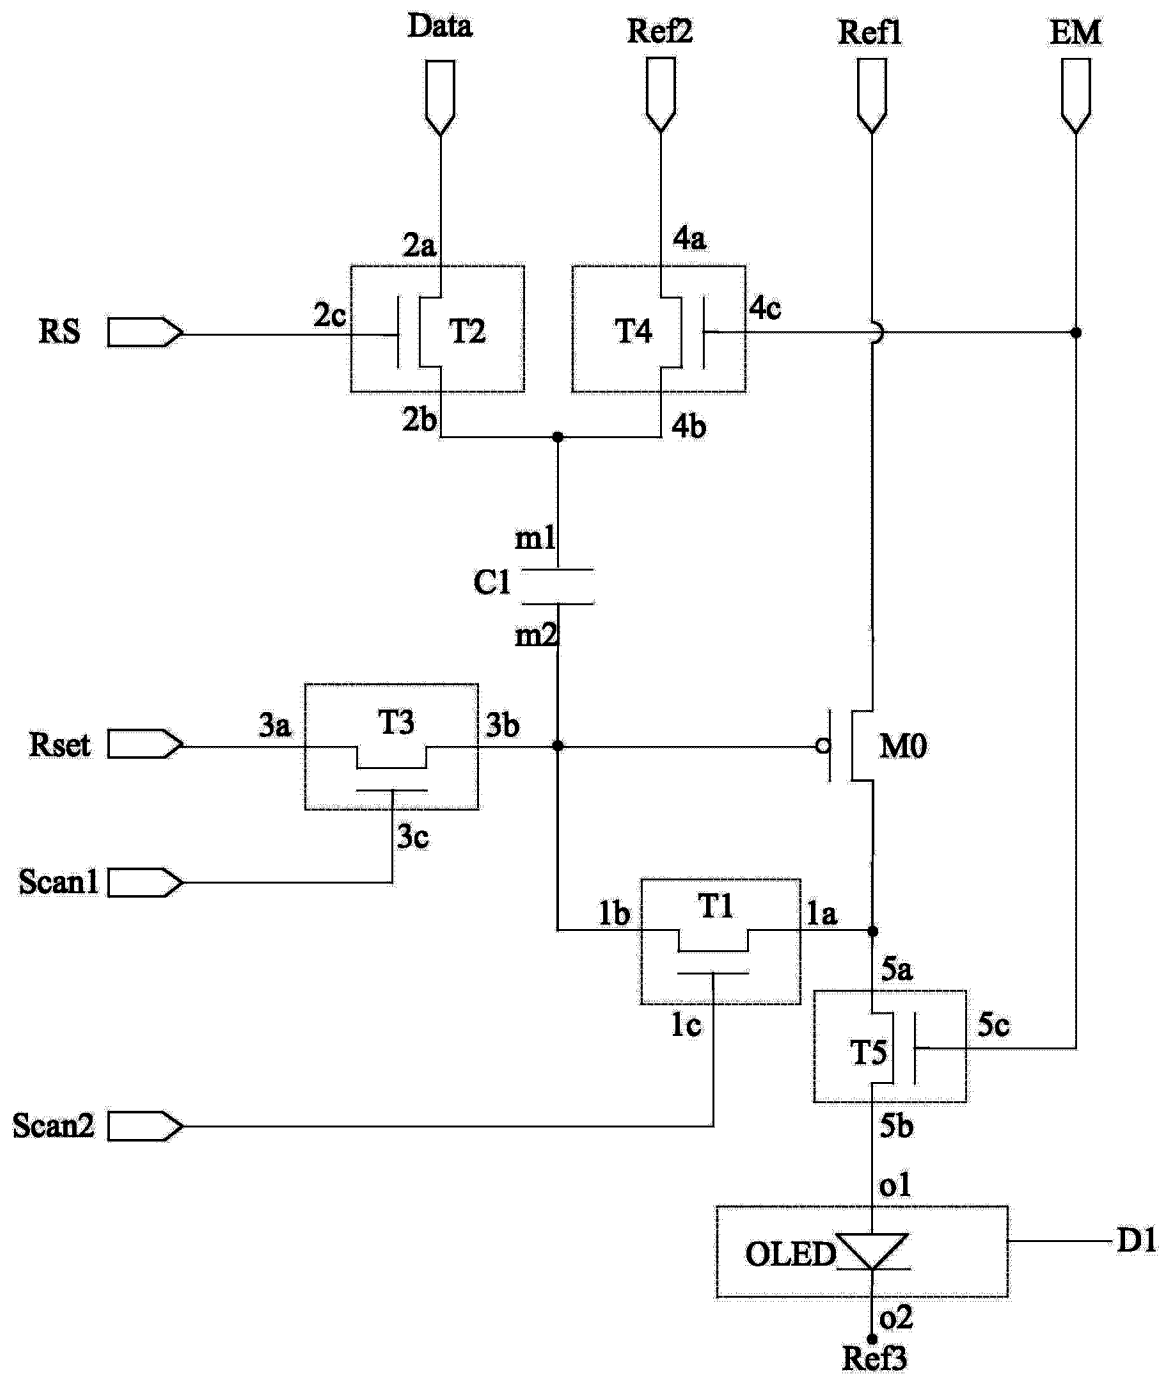 Data
Ref2
Ref1
EM
2a
4a
RS
2c
T2
T4
4c
2b
4b
m1
C1
m2
Rset
3a
T3
3b
M0
3c
Scan1
1b
T1
1a
5a
1c
T5
5c
Scan2
5b
o1
OLED
D1
o2
Ref3